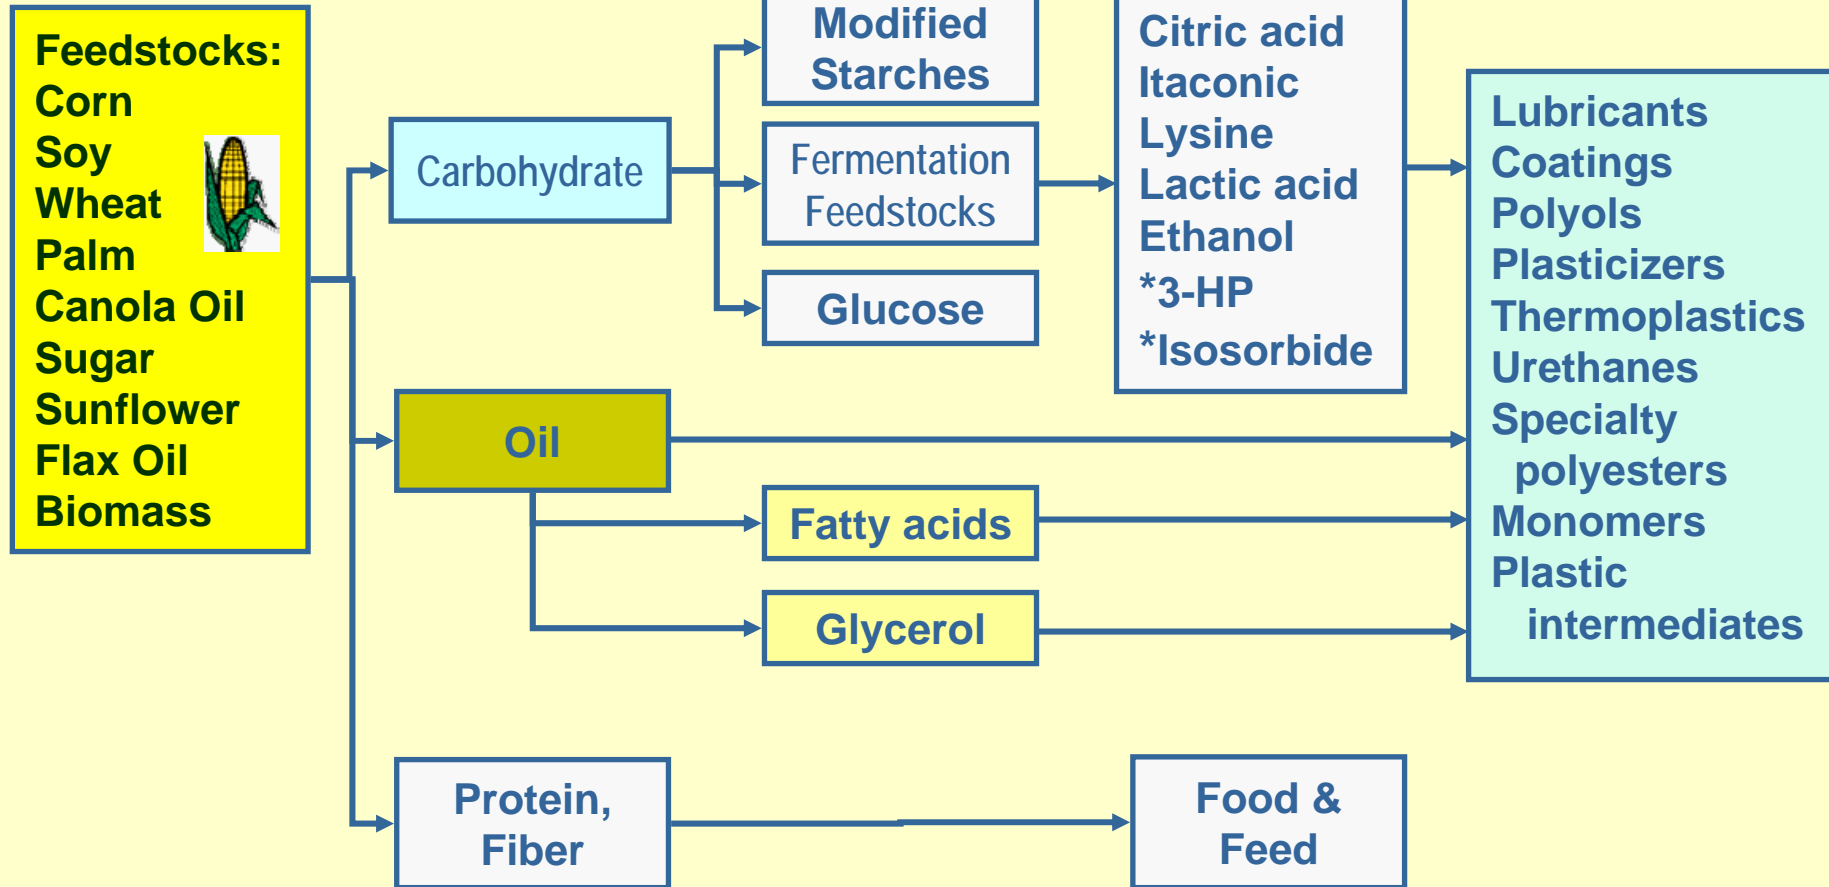 Feedstocks:
Corn
Soy
Wheat
Palm
Canola Oil
Sugar
Sunflower
Flax Oil
Biomass
Carbohydrate
Oil
Protein,
Fiber
Modified
Starches
Fermentation
Feedstocks
Glucose
Fatty acids
Glycerol
Citric acid
Itaconic
Lysine
Lactic acid
Ethanol
*3-HP
*Isosorbide
Food &
Feed
Lubricants
Coatings
Polyols
Plasticizers
Thermoplastics
Urethanes
Specialty
polyesters
Monomers
Plastic
intermediates